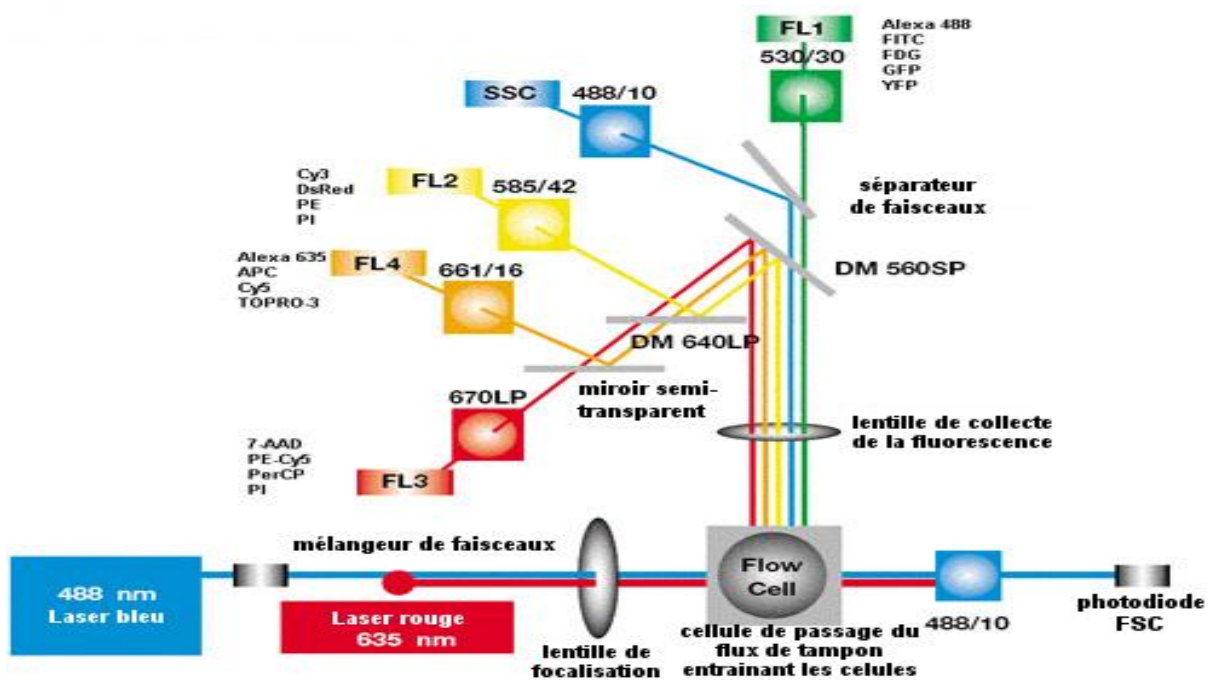 FL1
530/30
Alexa 488
FITC
FDG
GFP
YFP
SSC
488/10
Cy3
DsRed
PE
PI
FL2
585/42
séparateur
de faisceaux
Alexa 635
APC
Cy5
TOPRO-3
FL4
661/16
DM 560SP
DM 640LP
miroir semi-
transparent
670LP
lentille de collecte
de la fluorescence
7-AAD
PE-Cy5
PerCP
PI
FL3
mélangeur de faisceaux
488 nm
Laser bleu
Laser rouge
635 nm
lentille de
focalisation
Flow
Cell
cellule de passage du
flux de tampon
entrainant les celules
488/10
photodiode
FSC